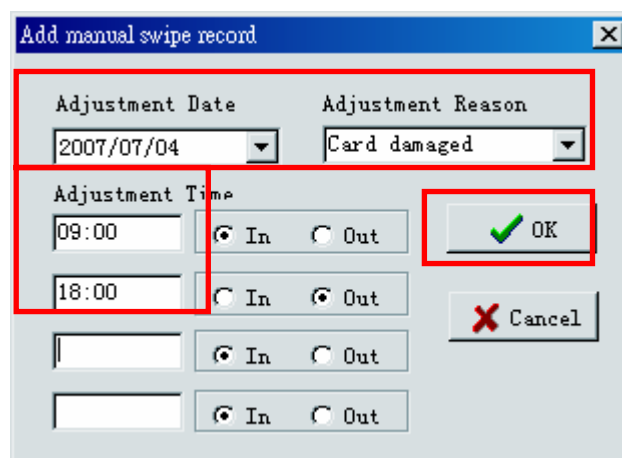 Add manual swipe record
Adjustment Date Adjustment Reason
2007/07/04 Card damaged
Adjustment Time
09:00 In Out OK
18:00 In Out Cancel
In Out
In Out